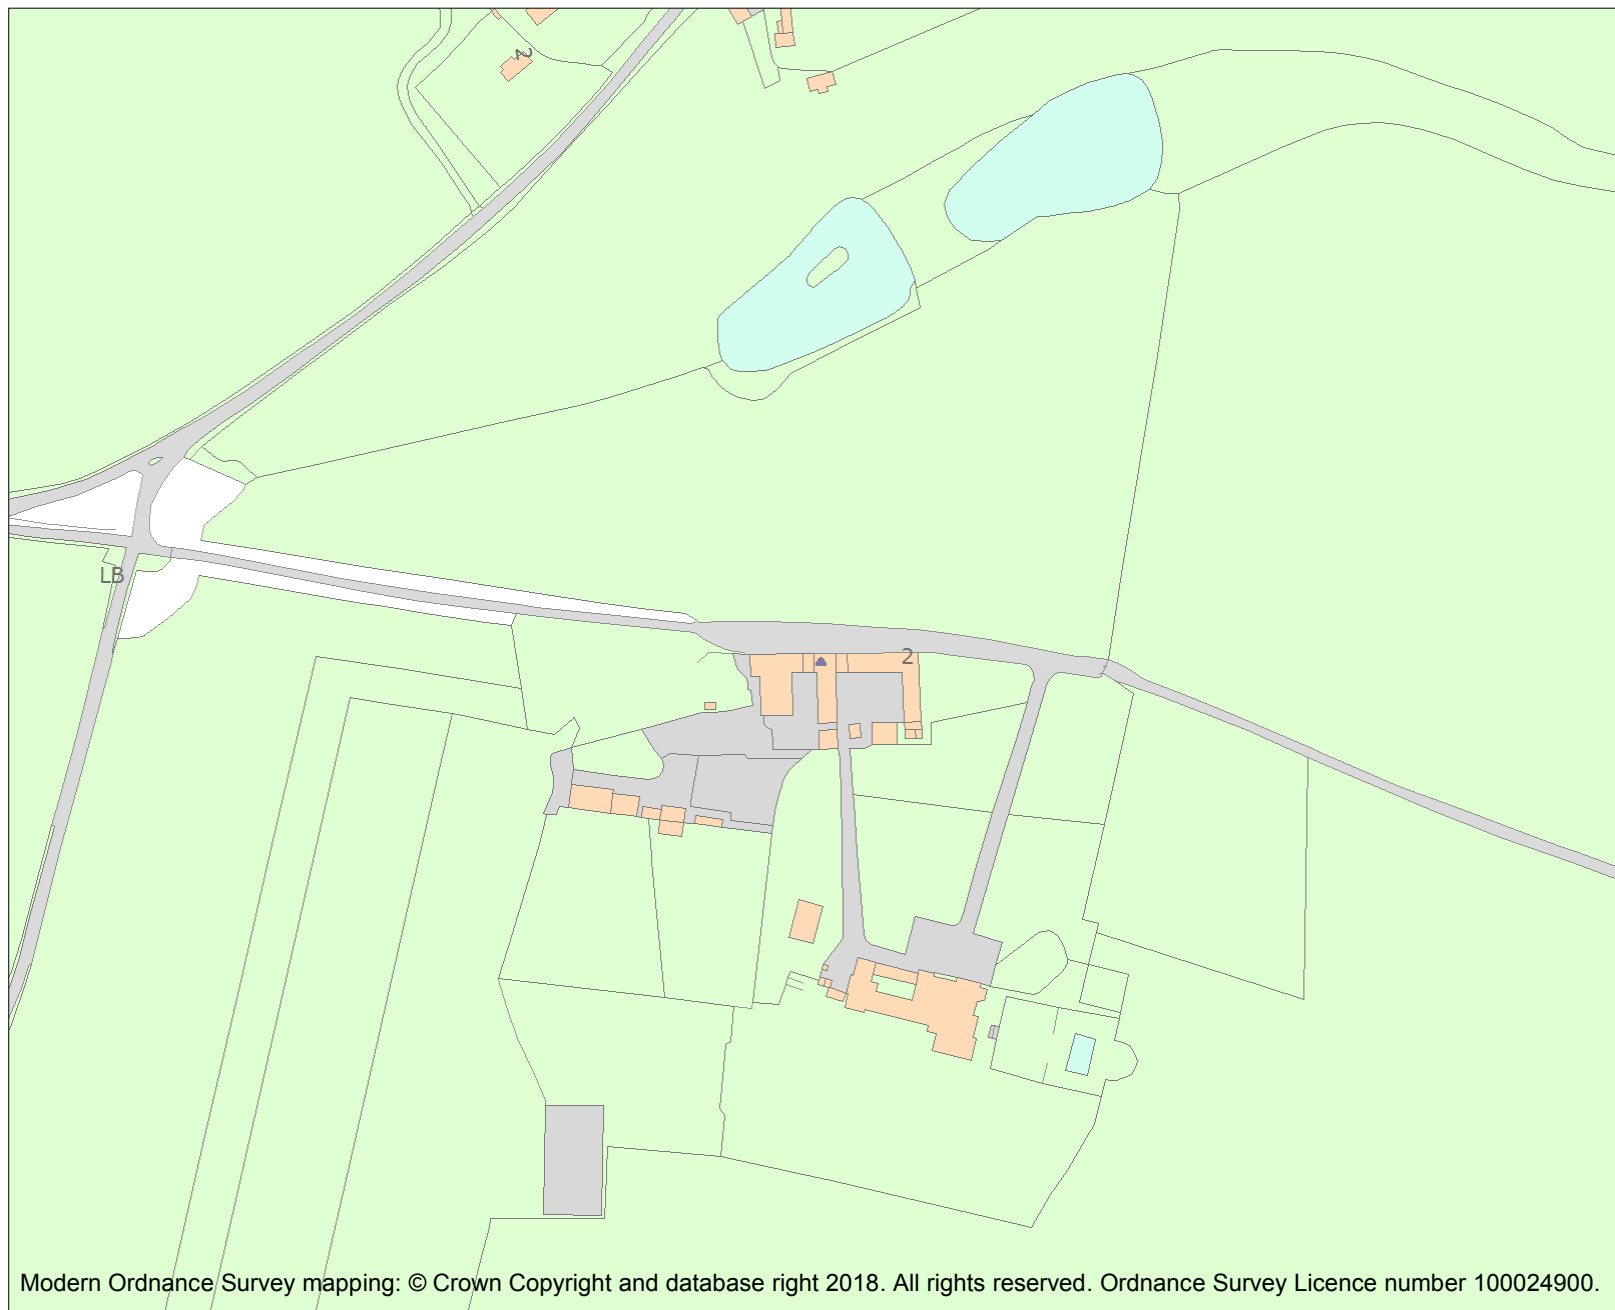 2
LB
2
Modern Ordnance Survey mapping: © Crown Copyright and database right 2018. All rights reserved. Ordnance Survey Licence number 100024900.